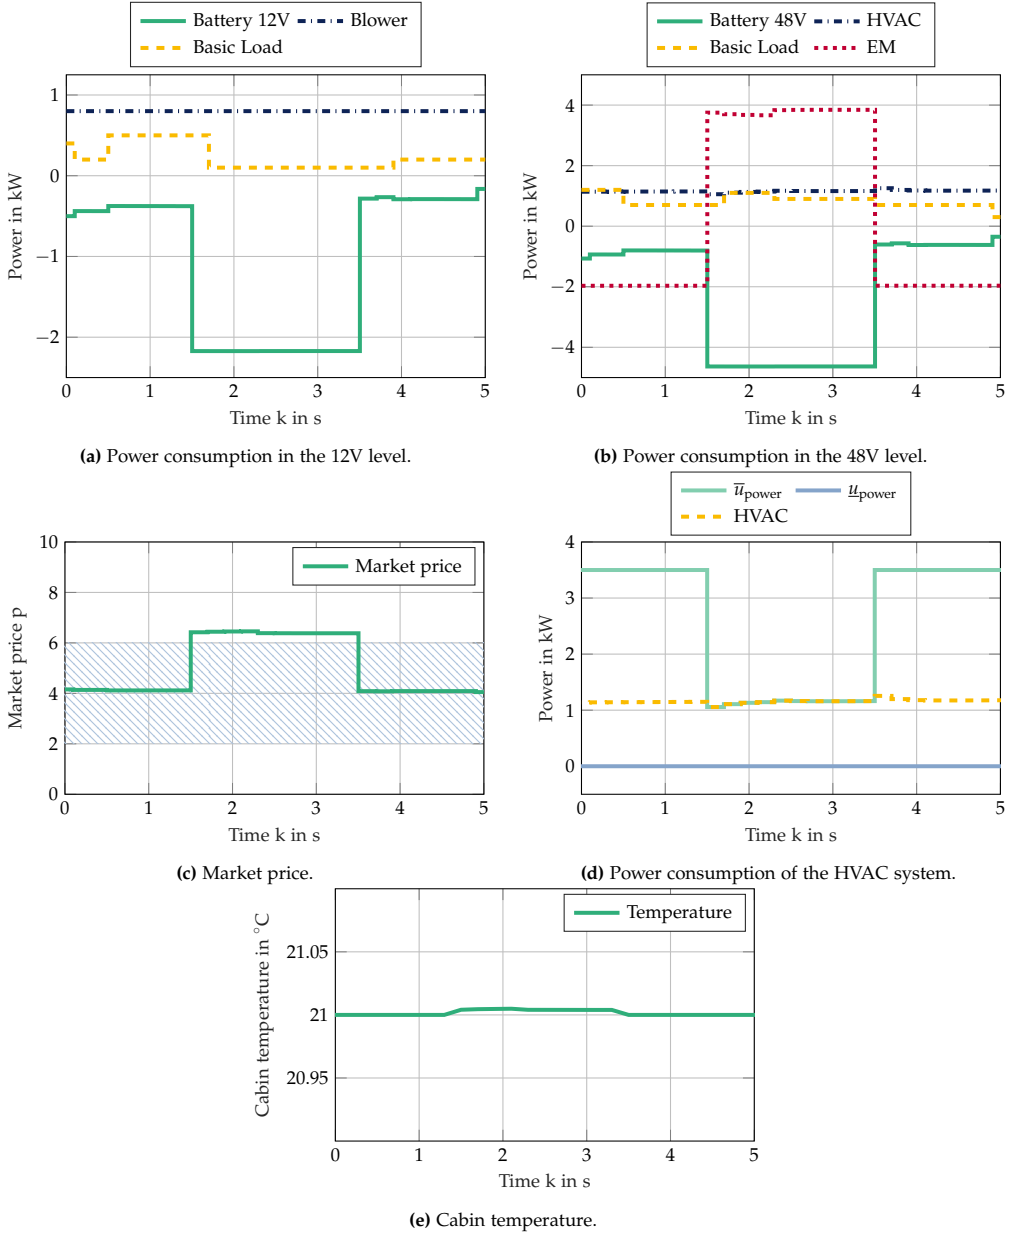 Battery 12V Blower
Basic Load
Power in kW
1
0
−1
−2
0 1 2 3 4 5
Time k in s
(a) Power consumption in the 12V level.
Battery 48V HVAC
Basic Load EM
Power in kW
4
2
0
−2
−4
0 1 2 3 4 5
Time k in s
(b) Power consumption in the 48V level.
Market price
Market price p
10
8
6
4
2
0
0 1 2 3 4 5
Time k in s
(c) Market price.
u̅power u̲power
HVAC
Power in kW
4
3
2
1
0
0 1 2 3 4 5
Time k in s
(d) Power consumption of the HVAC system.
Temperature
Cabin temperature in °C
21.05
21
20.95
0 1 2 3 4 5
Time k in s
(e) Cabin temperature.